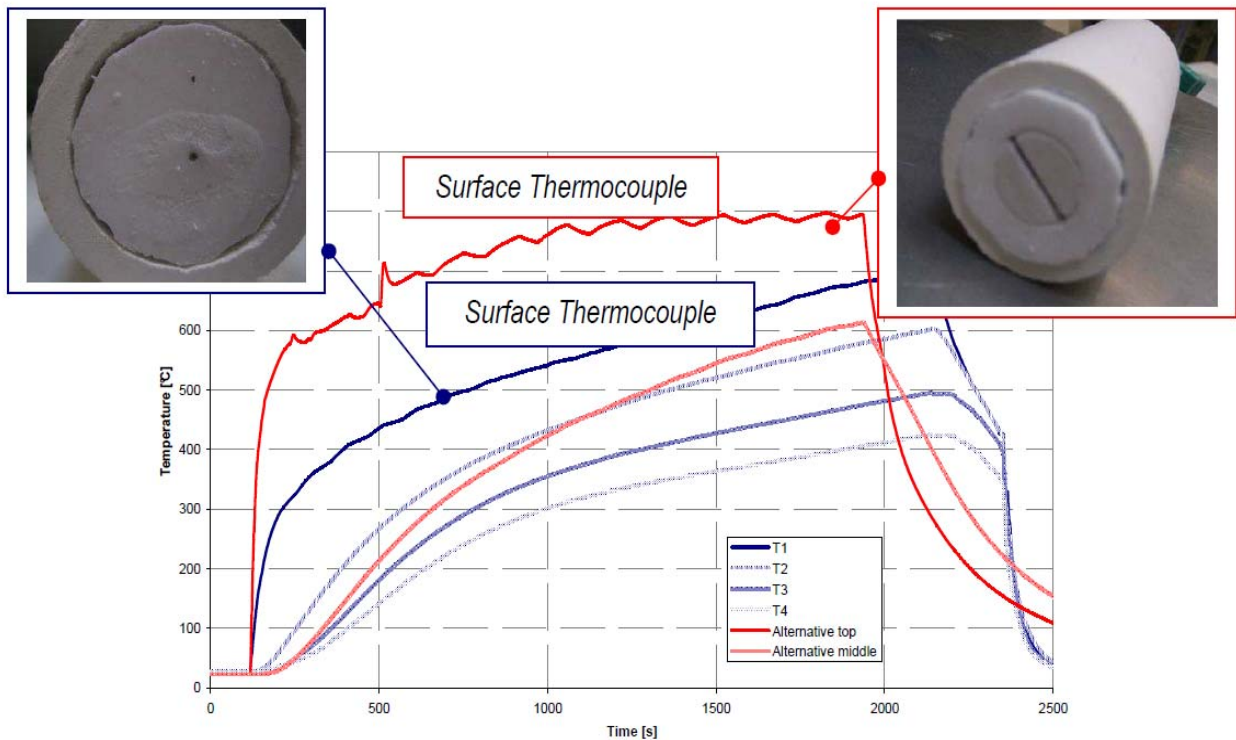 Surface Thermocouple
Surface Thermocouple
600
500
400
300
200
100
0
Temperature [℃]
T1
T2
T3
T4
Alternative top
Alternative middle
0
500
1000
1500
2000
2500
Time [s]